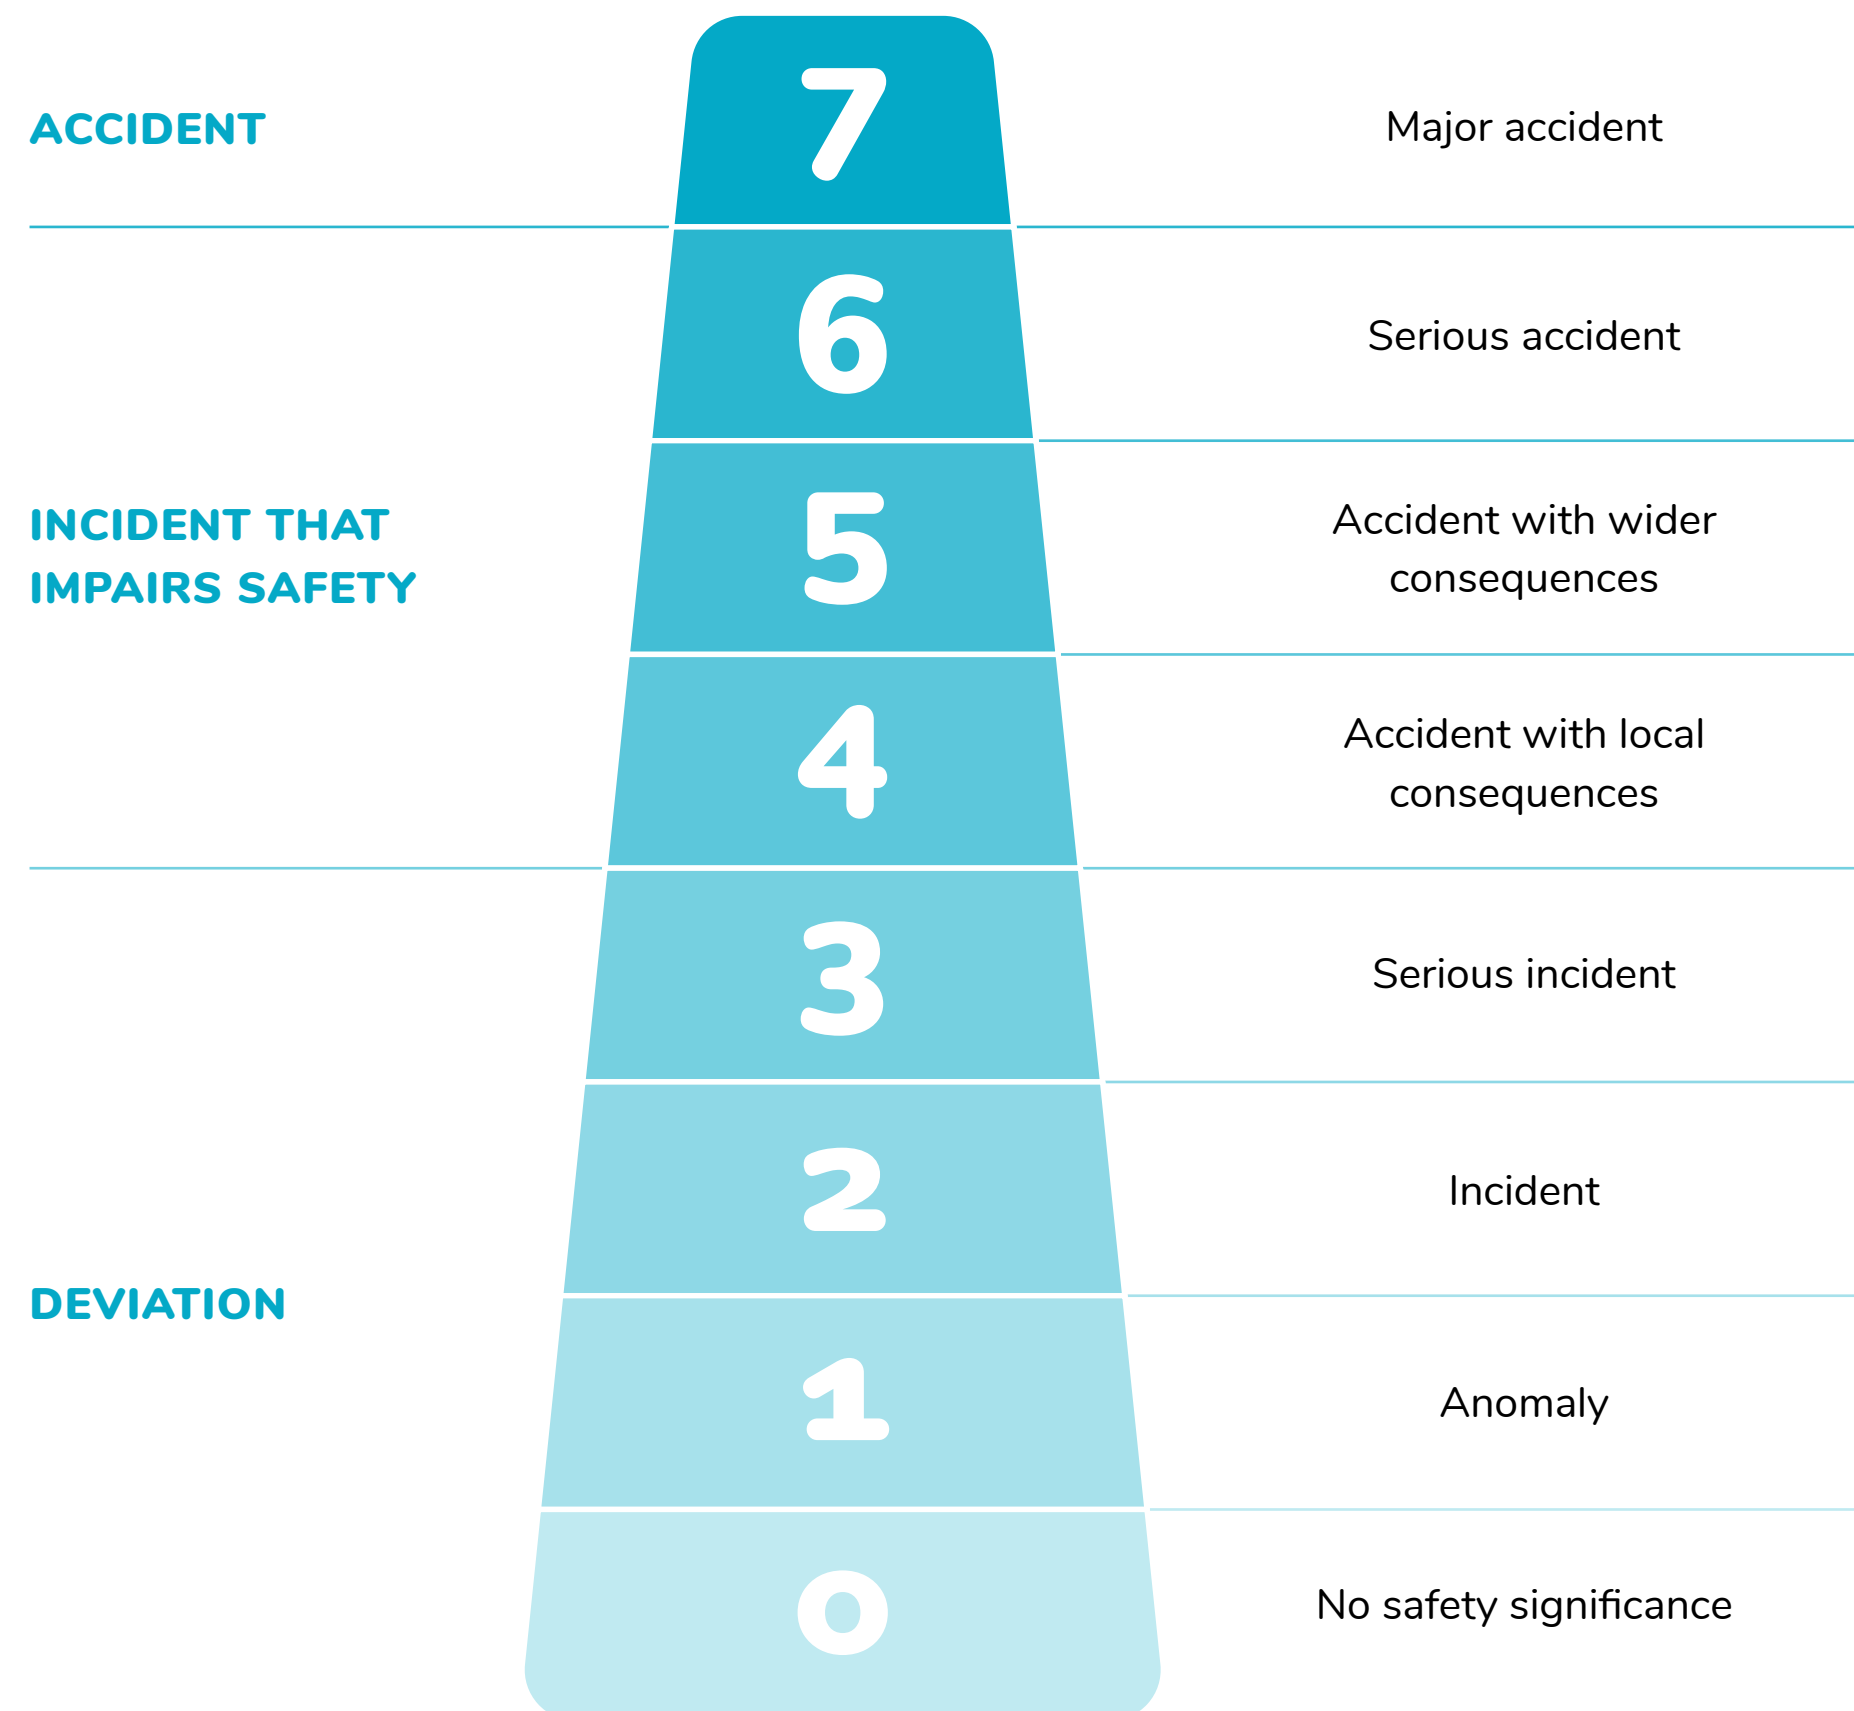 ACCIDENT
7
Major accident
6
Serious accident
INCIDENT THAT
IMPAIRS SAFETY
5
Accident with wider
consequences
4
Accident with local
consequences
3
Serious incident
2
Incident
DEVIATION
1
Anomaly
0
No safety significance